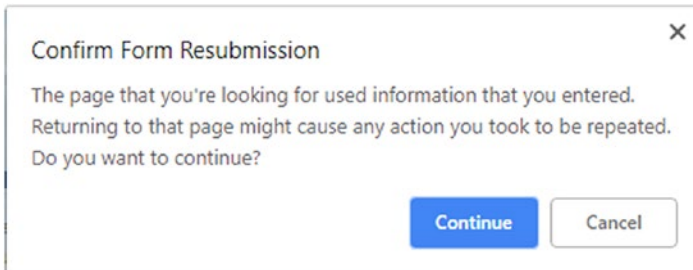 Confirm Form Resubmission
The page that you're looking for used information that you entered.
Returning to that page might cause any action you took to be repeated.
Do you want to continue?
Continue Cancel